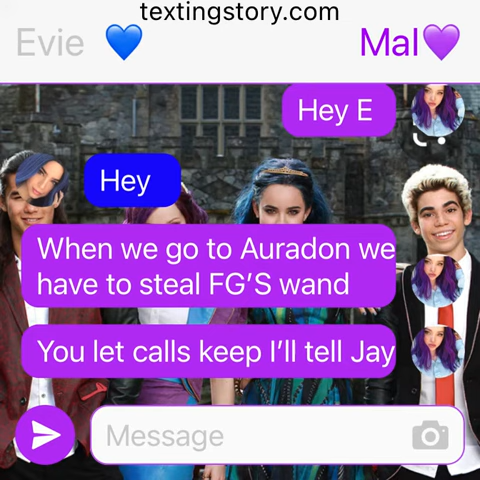 textingstory.com
Evie 💙
Mal💜
Hey E
Hey
When we go to Auradon we
have to steal FG'S wand
You let calls keep I'll tell Jay
Message